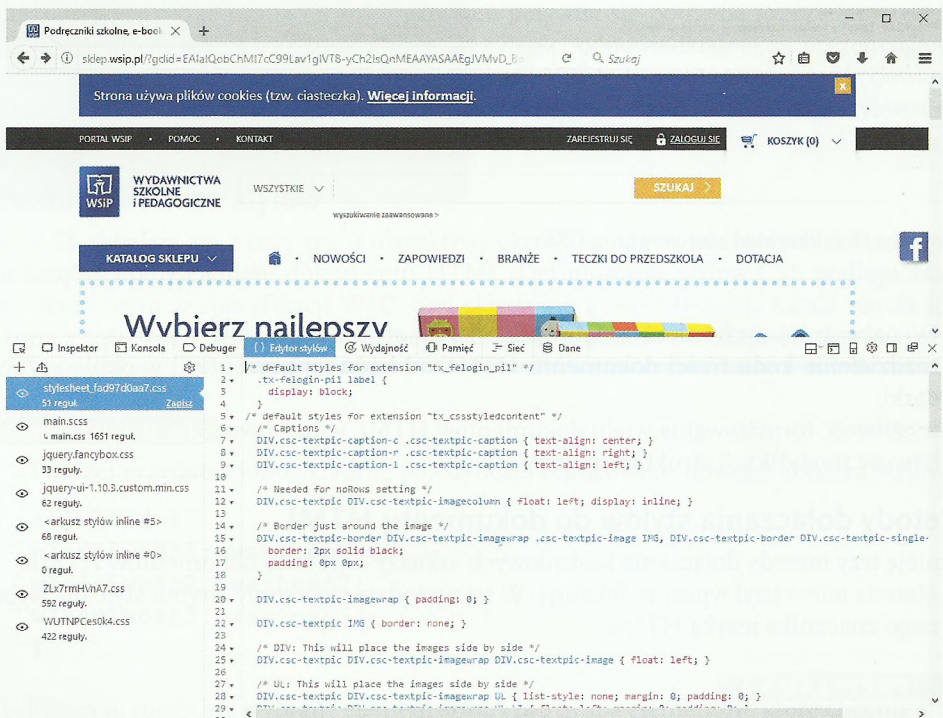 Podręczniki szkolne, e-book
sklep.wsip.pl/?gclid=EAIaIQobChMI7cC99Lav1gIVT8-yCh2IsQnMEAAYASAAEgJVMvD_B
Szukaj
Strona używa plików cookies (tzw. ciasteczka). Więcej informacji.
x
PORTAL WSIP • POMOC • KONTAKT
ZAREJESTRUJ SIĘ ZALOGUJ SIĘ KOSZYK (0)
WSiP
WYDAWNICTWA
SZKOLNE
i PEDAGOGICZNE
WSZYSTKIE
SZUKAJ
wyszukiwanie zaawansowane >
KATALOG SKLEPU
NOWOŚCI • ZAPOWIEDZI • BRANŻE • TECZKI DO PRZEDSZKOLA • DOTACJA
f
Wybierz najlepszy
Inspektor Konsola Debuger {} Edytor stylów Wydajność Pamięć Sieć Dane
stylesheet_fad97d0aa7.css
51 reguł. Zapisz
main.scss
main.css 1651 reguł.
jquery.fancybox.css
33 reguły.
jquery-ui-1.10.3.custom.min.css
62 reguły.
<arkusz stylów inline #5>
68 reguł.
<arkusz stylów inline #0>
0 reguł.
ZLx7rmHVnA7.css
592 reguły.
WUTNPCes0k4.css
422 reguły.
1 /* default styles for extension "tx_felogin_pi1" */
2 .tx-felogin-pi1 label {
3 display: block;
4 }
5 /* default styles for extension "tx_cssstyledcontent" */
6 /* Captions */
7 DIV.csc-textpic-caption-c .csc-textpic-caption { text-align: center; }
8 DIV.csc-textpic-caption-r .csc-textpic-caption { text-align: right; }
9 DIV.csc-textpic-caption-l .csc-textpic-caption { text-align: left; }
10
11 /* Needed for noRows setting */
12 DIV.csc-textpic DIV.csc-textpic-imagecolumn { float: left; display: inline; }
13
14 /* Border just around the image */
15 DIV.csc-textpic-border DIV.csc-textpic-imagewrap .csc-textpic-image IMG, DIV.csc-textpic-border DIV.csc-textpic-single-
16 border: 2px solid black;
17 padding: 0px 0px;
18 }
19
20 DIV.csc-textpic-imagewrap { padding: 0; }
21
22 DIV.csc-textpic IMG { border: none; }
23
24 /* DIV: This will place the images side by side */
25 DIV.csc-textpic DIV.csc-textpic-imagewrap DIV.csc-textpic-image { float: left; }
26
27 /* UL: This will place the images side by side */
28 DIV.csc-textpic DIV.csc-textpic-imagewrap UL { list-style: none; margin: 0; padding: 0; }
29